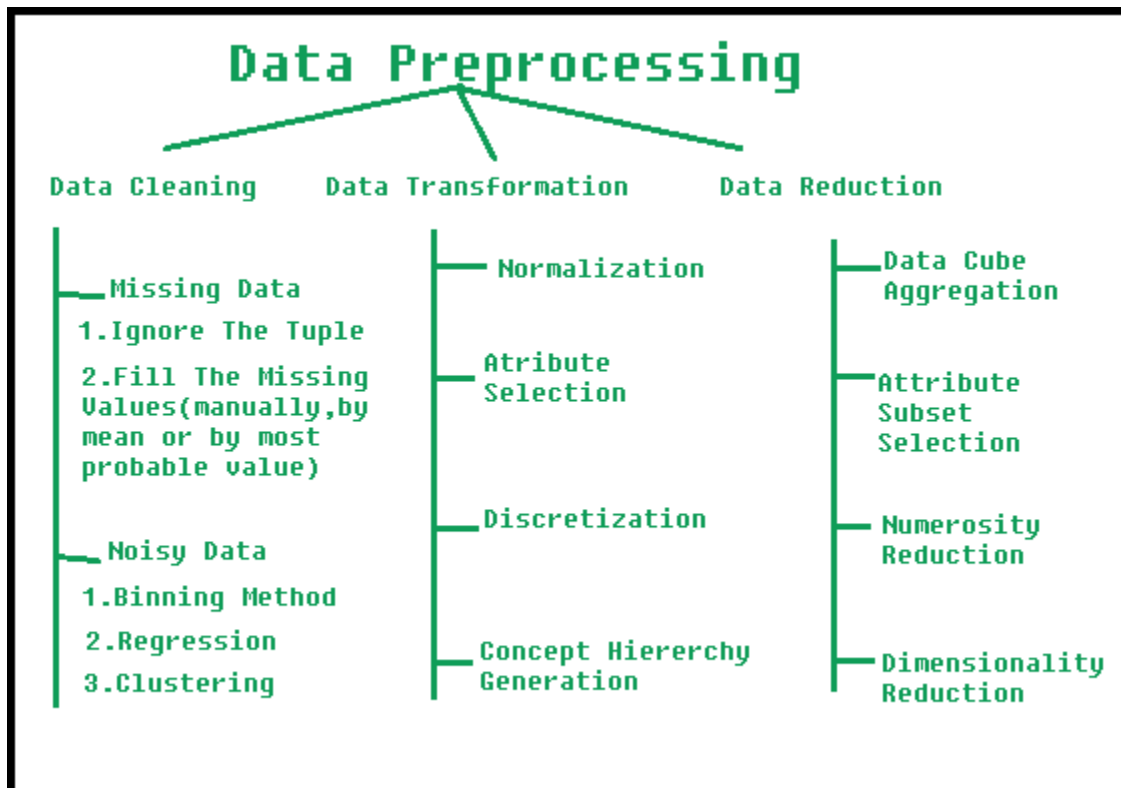 Data Preprocessing
Data Cleaning
Missing Data
1.Ignore The Tuple
2.Fill The Missing
Values(manually,by
mean or by most
probable value)
Noisy Data
1.Binning Method
2.Regression
3.Clustering
Data Transformation
Normalization
Atribute
Selection
Discretization
Concept Hiererchy
Generation
Data Reduction
Data Cube
Aggregation
Attribute
Subset
Selection
Numerosity
Reduction
Dimensionality
Reduction